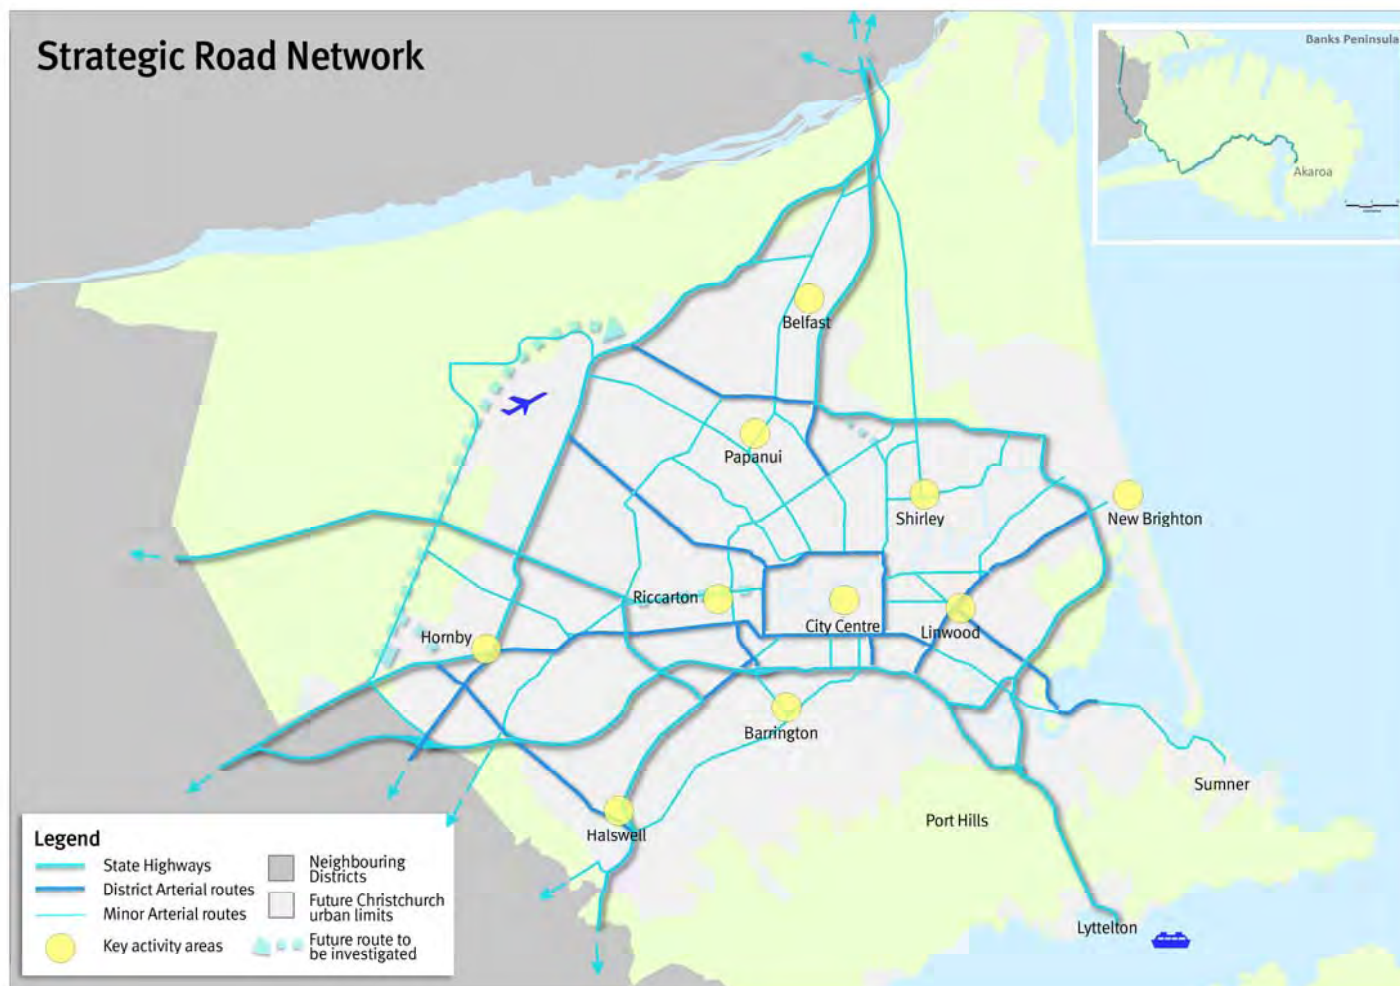 Strategic Road Network
Banks Peninsula
Akaroa
Belfast
Papanui
Shirley
New Brighton
Riccarton
City Centre
Linwood
Hornby
Barrington
Sumner
Halswell
Port Hills
Lyttelton
Legend
State Highways
District Arterial routes
Minor Arterial routes
Key activity areas
Neighbouring
Districts
Future Christchurch
urban limits
Future route to
be investigated